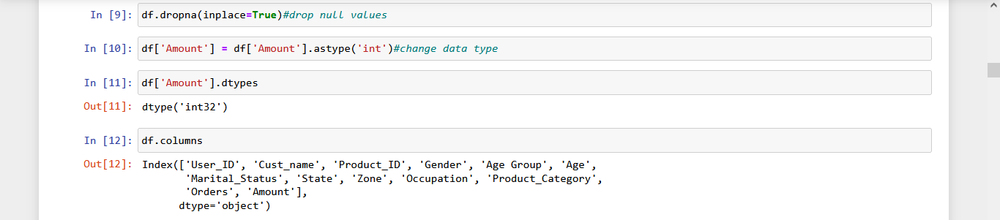 In [9]: df.dropna(inplace=True)#drop null values
In [10]: df['Amount'] = df['Amount'].astype('int')#change data type
In [11]: df['Amount'].dtypes
Out[11]: dtype('int32')
In [12]: df.columns
Out[12]: Index(['User_ID', 'Cust_name', 'Product_ID', 'Gender', 'Age Group', 'Age',
'Marital_Status', 'State', 'Zone', 'Occupation', 'Product_Category',
'Orders', 'Amount'],
dtype='object')